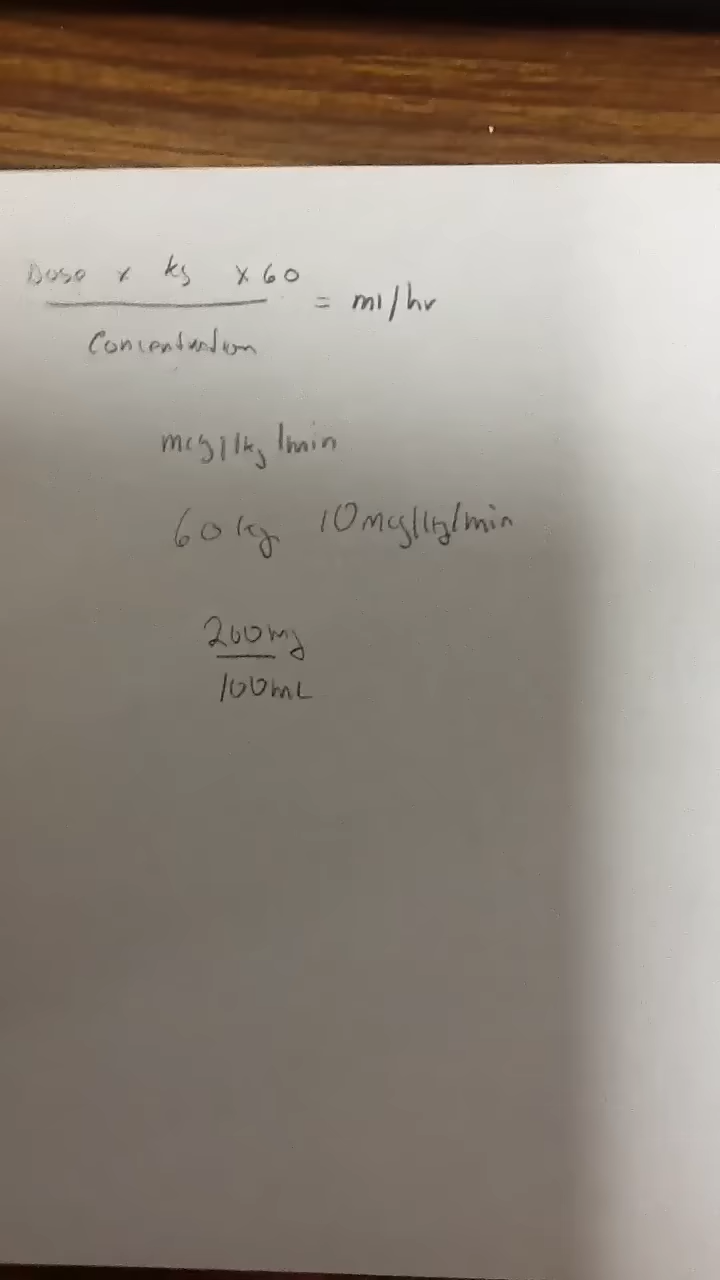 Dose x kg x 60
= ml/hr
Concentration
mcg/kg/min
60kg 10mcg/kg/min
200mg
100mL